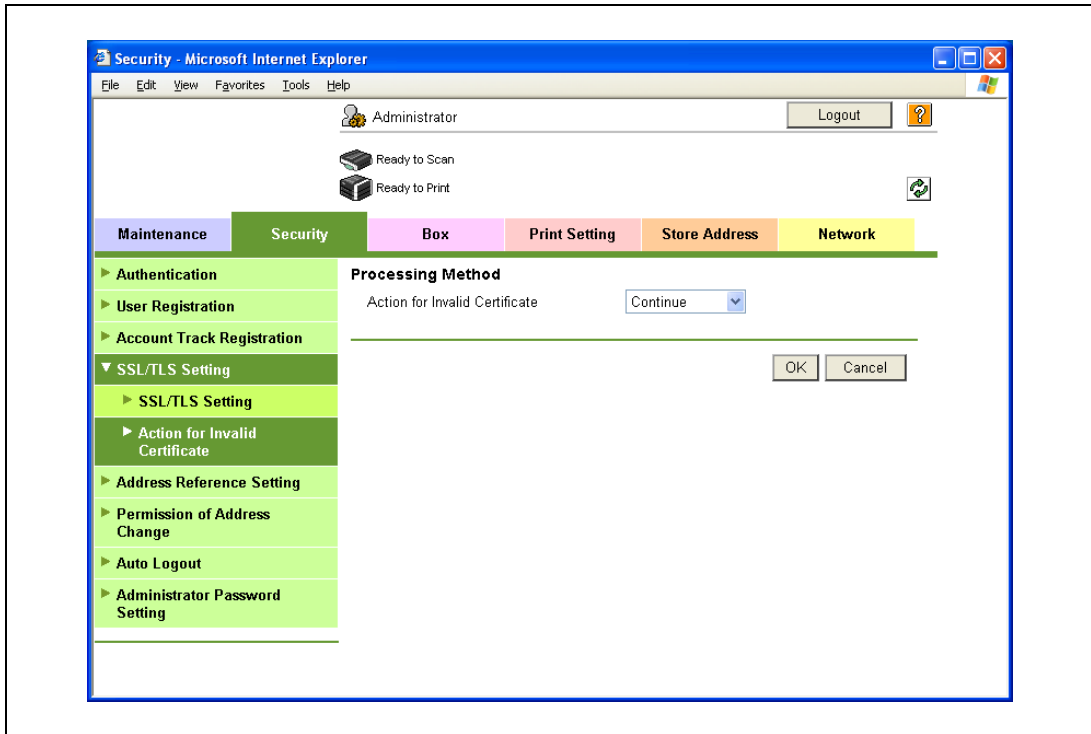 Security - Microsoft Internet Explorer
File Edit View Favorites Tools Help
Administrator
Logout
?
Ready to Scan
Ready to Print
Maintenance
Security
Box
Print Setting
Store Address
Network
Authentication
User Registration
Account Track Registration
SSL/TLS Setting
SSL/TLS Setting
Action for Invalid
Certificate
Address Reference Setting
Permission of Address
Change
Auto Logout
Administrator Password
Setting
Processing Method
Action for Invalid Certificate
Continue
OK
Cancel